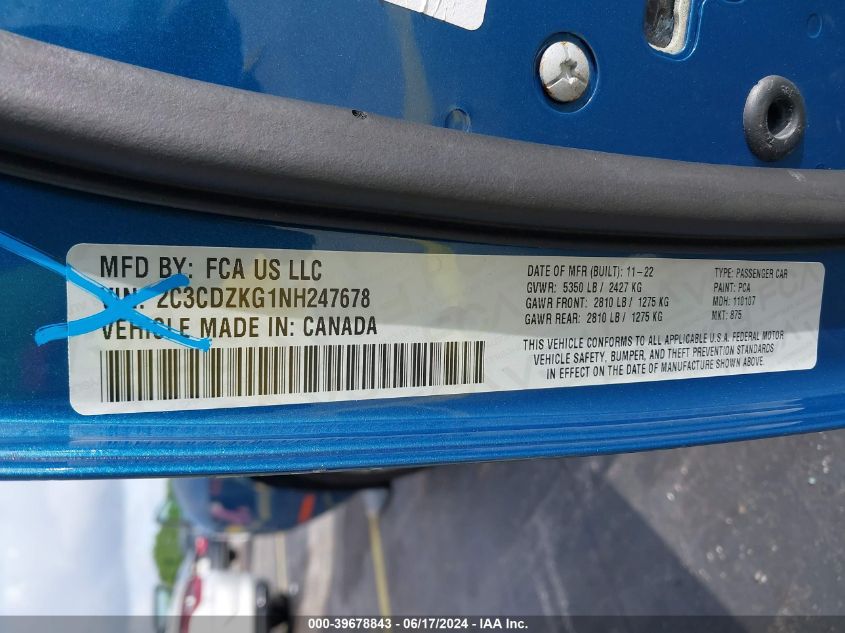 MFD BY: FCA US LLC
VIN: 2C3CDZKG1NH247678
VEHICLE MADE IN: CANADA
DATE OF MFR (BUILT): 11-22
GVWR: 5350 LB / 2427 KG
GAWR FRONT: 2810 LB / 1275 KG
GAWR REAR: 2810 LB / 1275 KG
TYPE: PASSENGER CAR
PAINT: PCA
MDH: 110107
MKT: 875
THIS VEHICLE CONFORMS TO ALL APPLICABLE U.S.A. FEDERAL MOTOR
VEHICLE SAFETY, BUMPER, AND THEFT PREVENTION STANDARDS
IN EFFECT ON THE DATE OF MANUFACTURE SHOWN ABOVE.
000-39678843 / 06/17/2024 - IAA Inc.